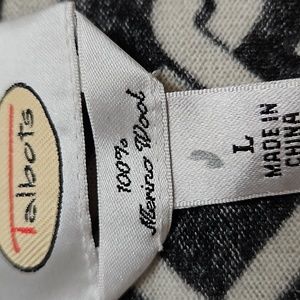 Talbots
100%
Merino Wool
L
MADE IN
CHINA